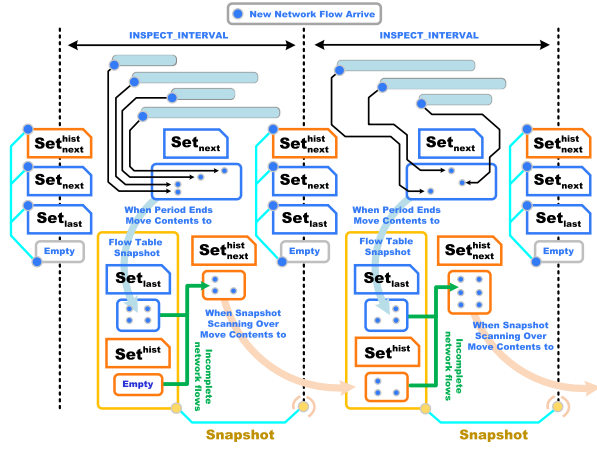 New Network Flow Arrive
INSPECT_INTERVAL
INSPECT_INTERVAL
Set hist next
Set next
Set last
Empty
Set next
When Period Ends
Move Contents to
Flow Table
Snapshot
Set last
Set hist
Empty
Set hist next
When Snapshot
Scanning Over
Move Contents to
Incomplete
network flows
Snapshot
Set hist next
Set next
Set last
Empty
Set next
When Period Ends
Move Contents to
Flow Table
Snapshot
Set last
Set hist
Set hist next
When Snapshot
Scanning Over
Move Contents to
Incomplete
network flows
Snapshot
Set hist next
Set next
Set last
Empty